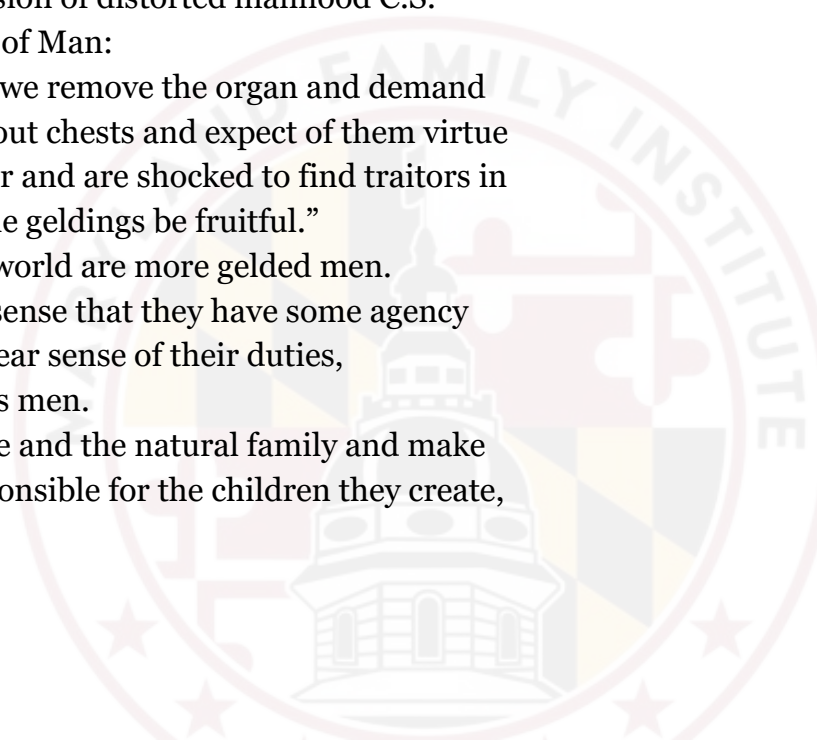 sion of distorted manhood C.S.
of Man:
we remove the organ and demand
out chests and expect of them virtue
r and are shocked to find traitors in
e geldings be fruitful.”
world are more gelded men.
sense that they have some agency
ear sense of their duties,
s men.
e and the natural family and make
onsible for the children they create,
MARYLAND FAMILY INSTITUTE